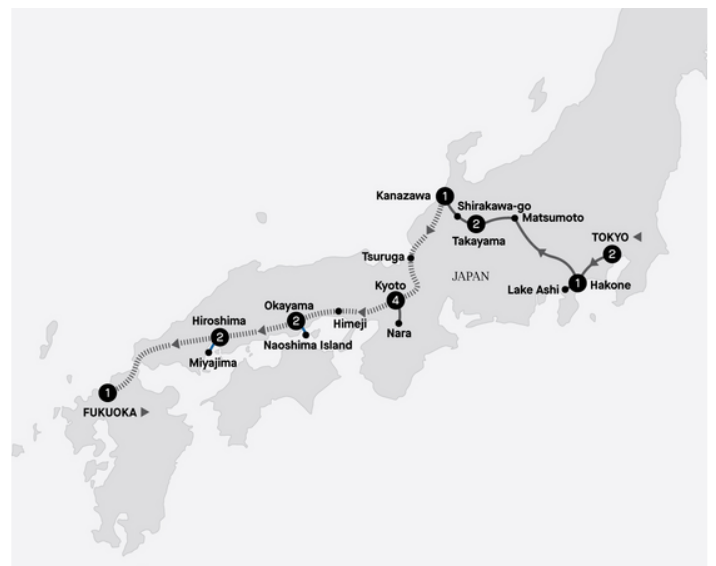 Kanazawa
1
Shirakawa-go
2
Takayama
Matsumoto
TOKYO
2
Tsuruga
JAPAN
Lake Ashi
1
Hakone
Kyoto
4
Nara
Okayama
2
Himeji
Naoshima Island
Hiroshima
2
Miyajima
1
FUKUOKA